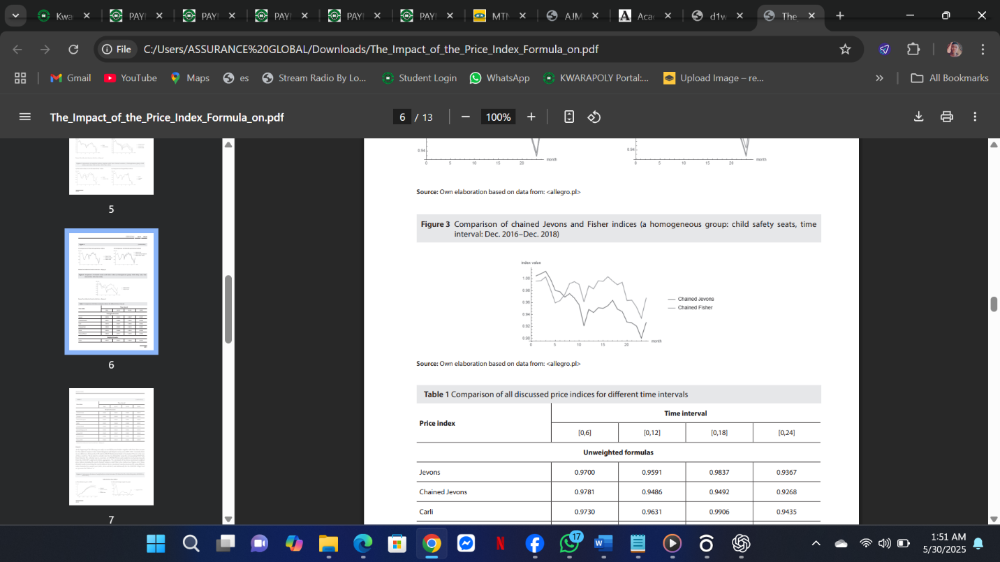 Kwa
PAYI
PAYI
PAYI
PAYI
PAYI
MTN
AJM
Acac
d1w
The_
File
C:/Users/ASSURANCE%20GLOBAL/Downloads/The_Impact_of_the_Price_Index_Formula_on.pdf
Gmail
YouTube
Maps
es
Stream Radio By Lo...
Student Login
WhatsApp
KWARAPOLY Portal:...
Upload Image – re...
»
All Bookmarks
The_Impact_of_the_Price_Index_Formula_on.pdf
6 / 13
100%
5
6
7
0.94
0 5 10 15 20 month
0.94
0 5 10 15 20 month
Source: Own elaboration based on data from: <allegro.pl>
Figure 3 Comparison of chained Jevons and Fisher indices (a homogeneous group: child safety seats, time
interval: Dec. 2016–Dec. 2018)
index value
1.00
0.98
0.96
0.94
0.92
0.90
0 5 10 15 20 month
Chained Jevons
Chained Fisher
Source: Own elaboration based on data from: <allegro.pl>
Table 1 Comparison of all discussed price indices for different time intervals
Price index
Time interval
[0,6] [0,12] [0,18] [0,24]
Unweighted formulas
Jevons 0.9700 0.9591 0.9837 0.9367
Chained Jevons 0.9781 0.9486 0.9492 0.9268
Carli 0.9730 0.9631 0.9906 0.9435
17
1:51 AM
5/30/2025